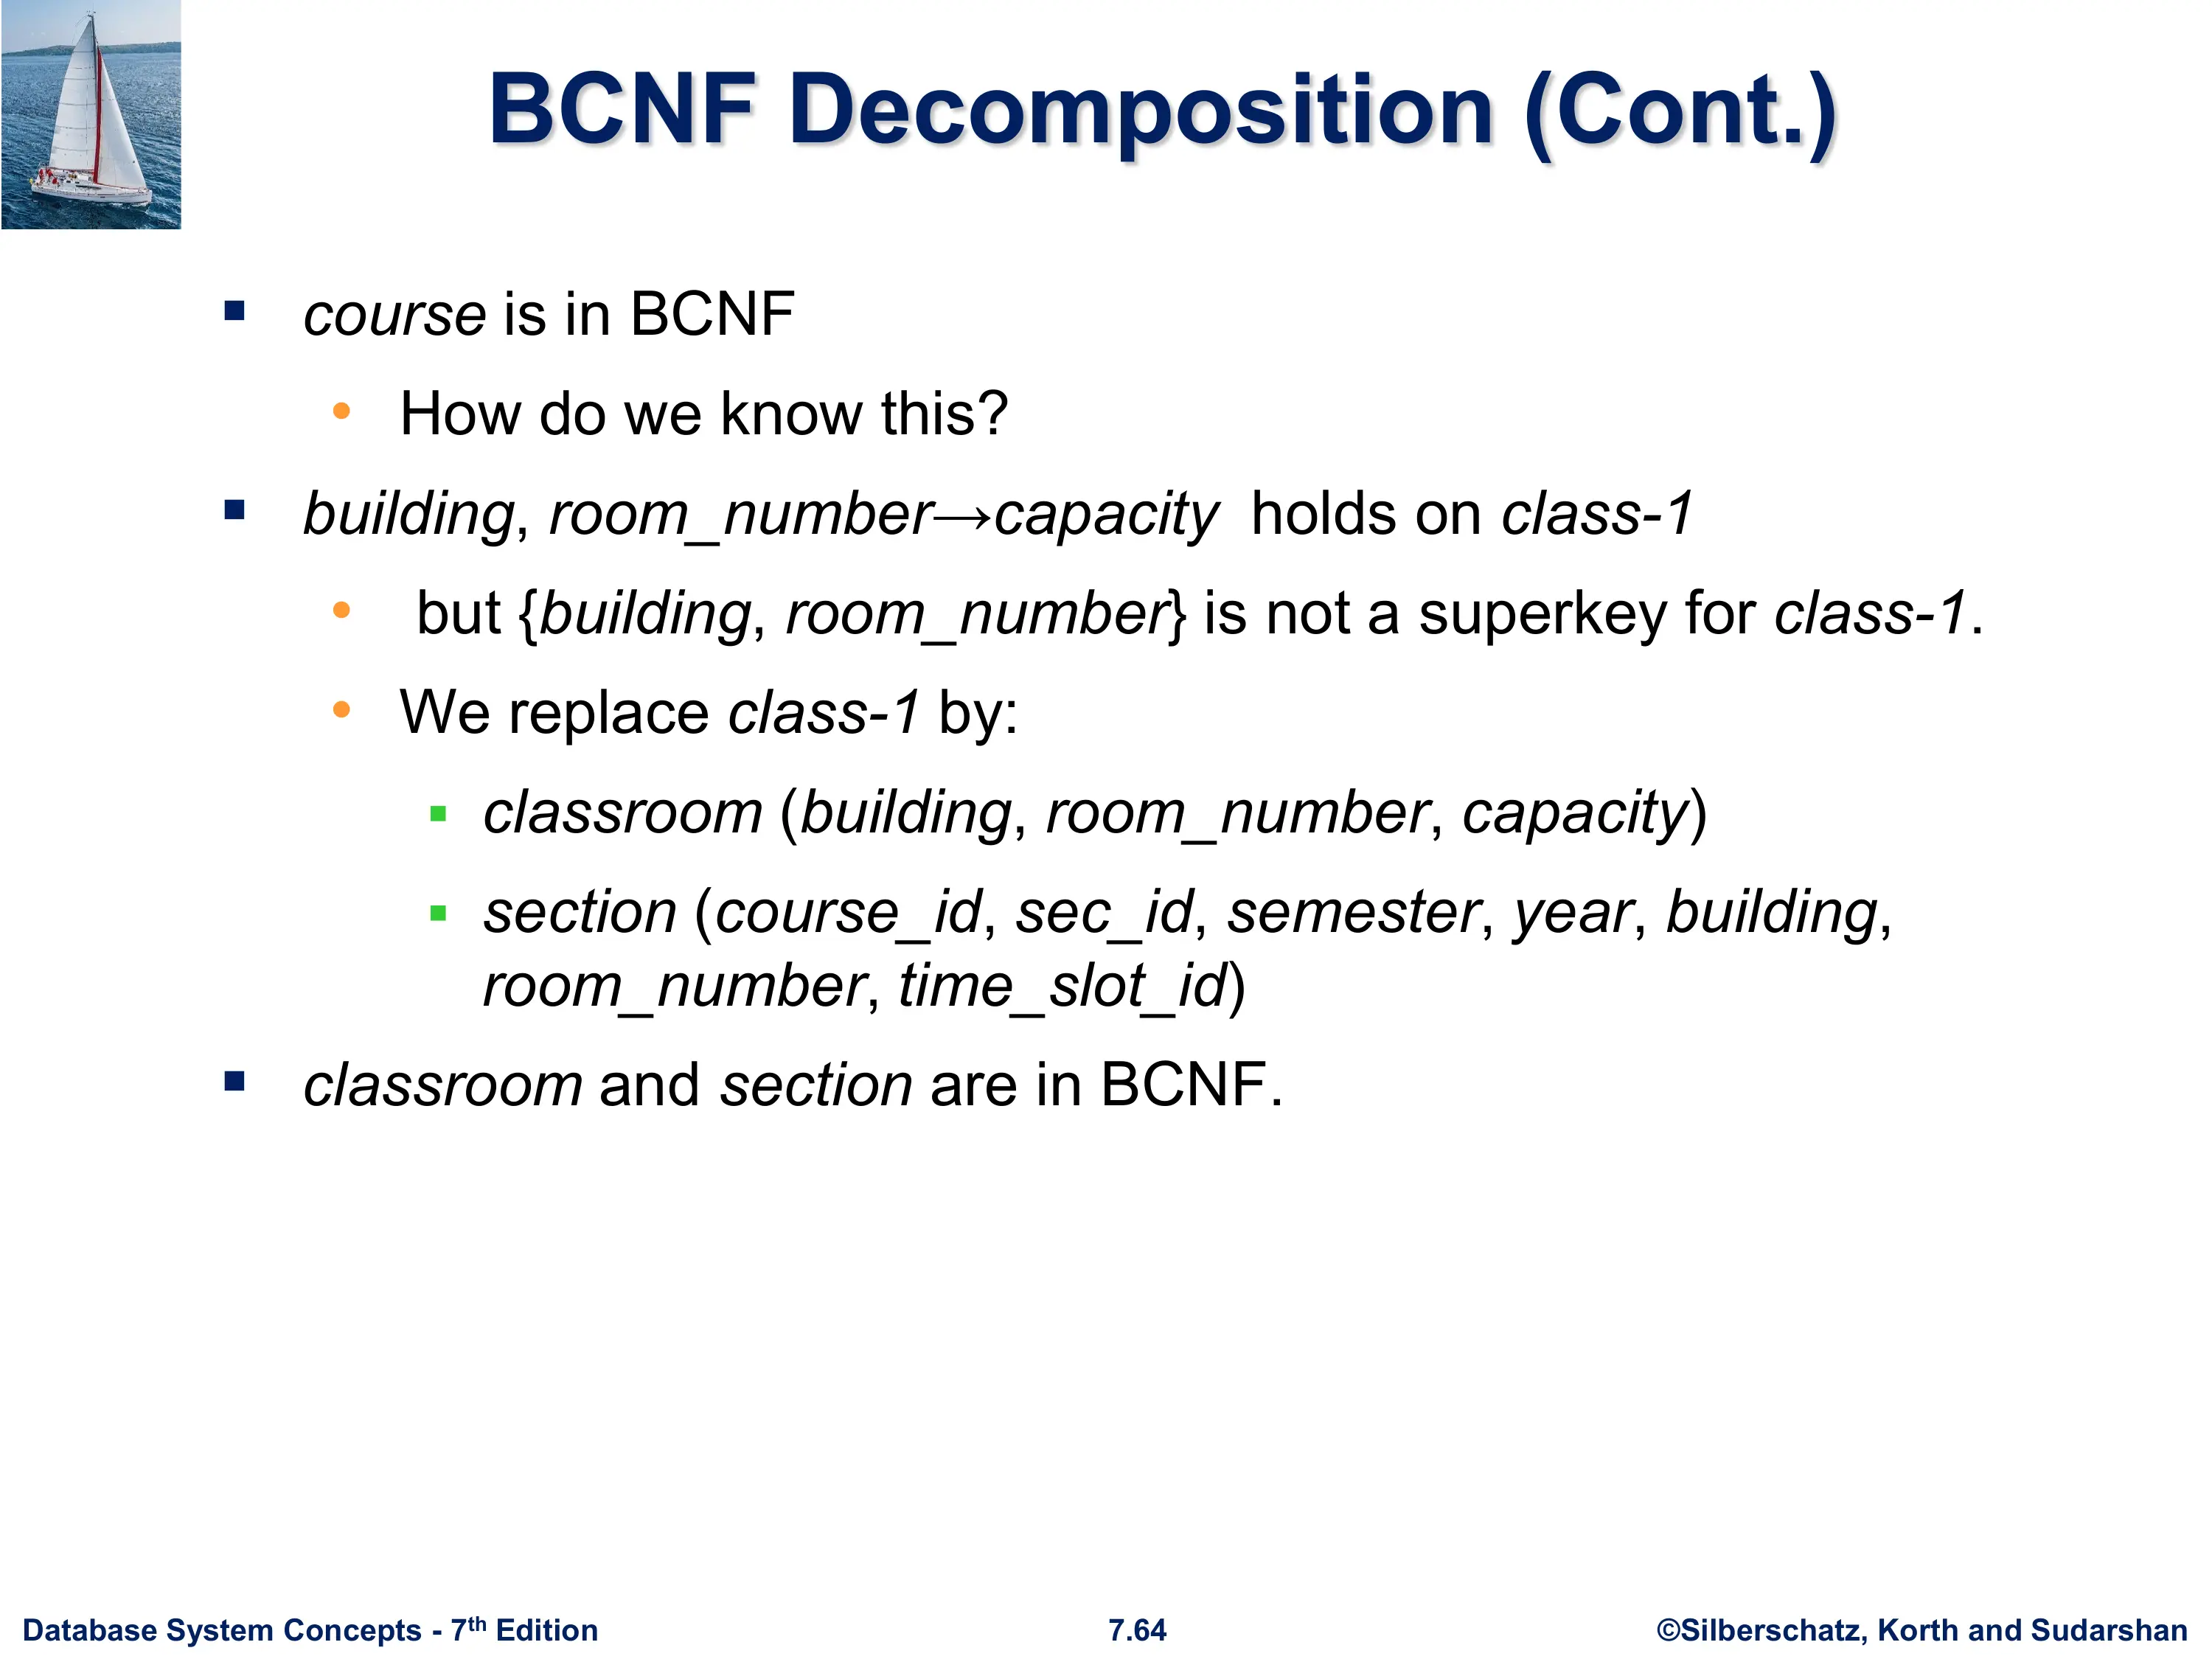 BCNF Decomposition (Cont.)
▪ course is in BCNF
• How do we know this?
▪ building, room_number→capacity holds on class-1
• but {building, room_number} is not a superkey for class-1.
• We replace class-1 by:
▪ classroom (building, room_number, capacity)
▪ section (course_id, sec_id, semester, year, building,
room_number, time_slot_id)
▪ classroom and section are in BCNF.
Database System Concepts - 7th Edition 7.64 ©Silberschatz, Korth and Sudarshan